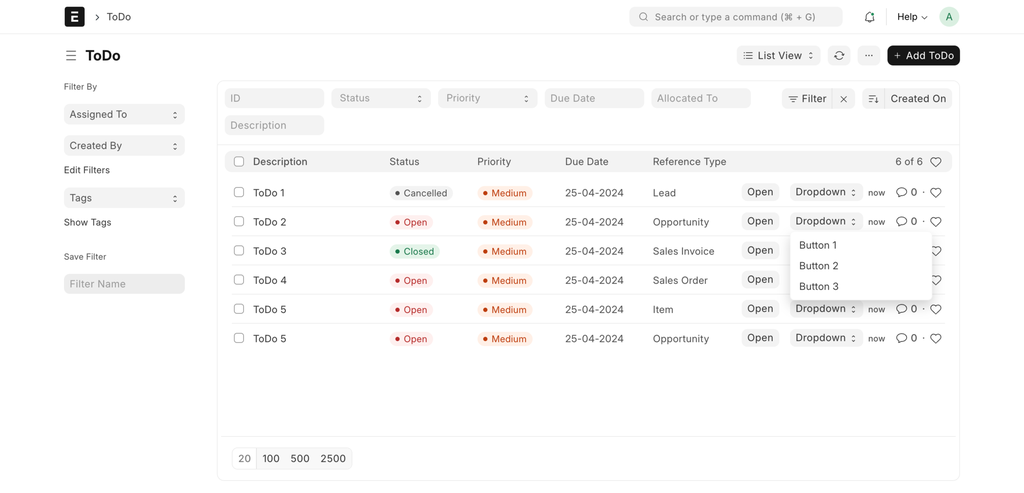 E > ToDo Search or type a command (⌘ + G) Help A
ToDo List View ... + Add ToDo
Filter By
Assigned To
Created By
Edit Filters
Tags
Show Tags
Save Filter
Filter Name
ID Status Priority Due Date Allocated To Filter × Created On
Description
Description Status Priority Due Date Reference Type 6 of 6
ToDo 1 • Cancelled • Medium 25-04-2024 Lead Open Dropdown now 0 ·
ToDo 2 • Open • Medium 25-04-2024 Opportunity Open Dropdown now 0 ·
ToDo 3 • Closed • Medium 25-04-2024 Sales Invoice Open
ToDo 4 • Open • Medium 25-04-2024 Sales Order Open
Button 1
Button 2
Button 3
ToDo 5 • Open • Medium 25-04-2024 Item Open Dropdown now 0 ·
ToDo 5 • Open • Medium 25-04-2024 Opportunity Open Dropdown now 0 ·
20 100 500 2500